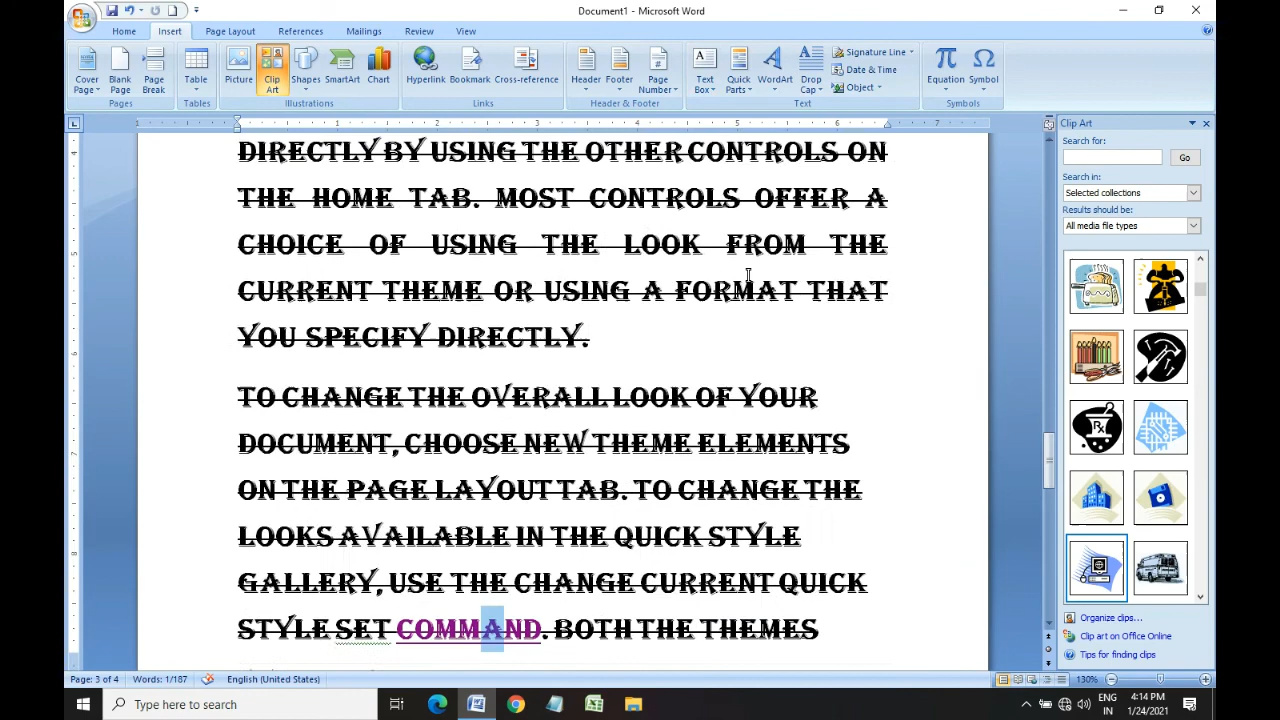 Document1 - Microsoft Word
Home Insert Page Layout References Mailings Review View
Cover Page Blank Page Page Break Table Picture Clip Art Shapes SmartArt Chart Hyperlink Bookmark Cross-reference Header Footer Page Number Text Box Quick Parts WordArt Drop Cap Signature Line Date & Time Object Equation Symbol
Pages Tables Illustrations Links Header & Footer Text Symbols
Clip Art
Search for:
Go
Search in:
Selected collections
Results should be:
All media file types
DIRECTLY BY USING THE OTHER CONTROLS ON
THE HOME TAB. MOST CONTROLS OFFER A
CHOICE OF USING THE LOOK FROM THE
CURRENT THEME OR USING A FORMAT THAT
YOU SPECIFY DIRECTLY.
TO CHANGE THE OVERALL LOOK OF YOUR
DOCUMENT, CHOOSE NEW THEME ELEMENTS
ON THE PAGE LAYOUT TAB. TO CHANGE THE
LOOKS AVAILABLE IN THE QUICK STYLE
GALLERY, USE THE CHANGE CURRENT QUICK
STYLE SET COMMAND. BOTH THE THEMES
Organize clips...
Clip art on Office Online
Tips for finding clips
Page: 3 of 4 Words: 1/187 English (United States) 130%
Type here to search
ENG
IN
4:14 PM
1/24/2021